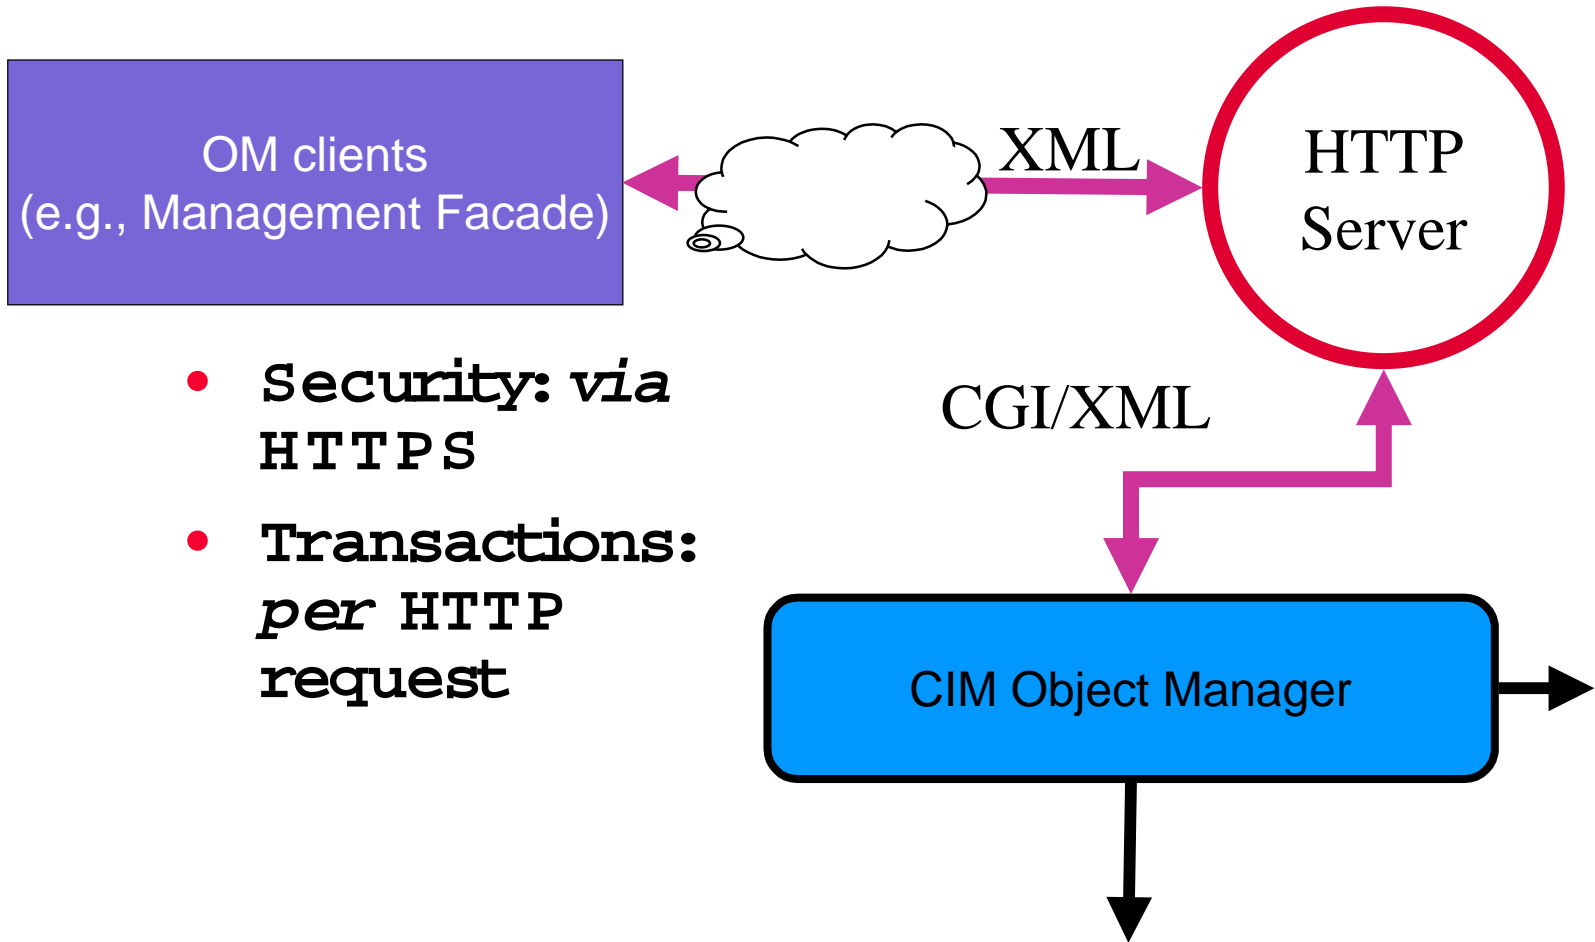 OM clients
(e.g., Management Facade)
XML
HTTP
Server
• Security: via
HTTPS
CGI/XML
• Transactions:
per HTTP
request
CIM Object Manager